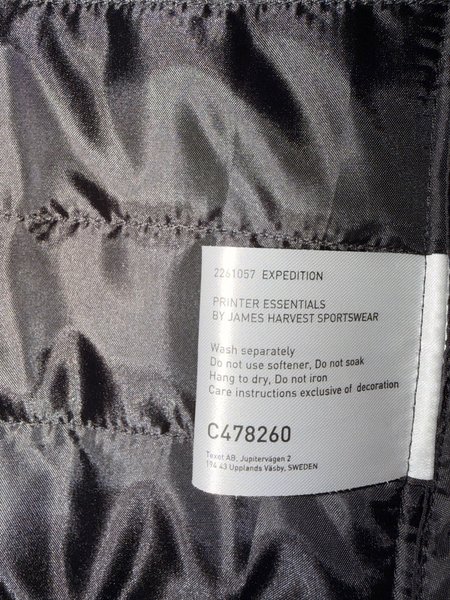 2261057 EXPEDITION
PRINTER ESSENTIALS
BY JAMES HARVEST SPORTSWEAR
Wash separately
Do not use softener, Do not soak
Hang to dry, Do not iron
Care instructions exclusive of decoration
C478260
Texet AB, Jupitervägen 2
194 43 Upplands Väsby, SWEDEN